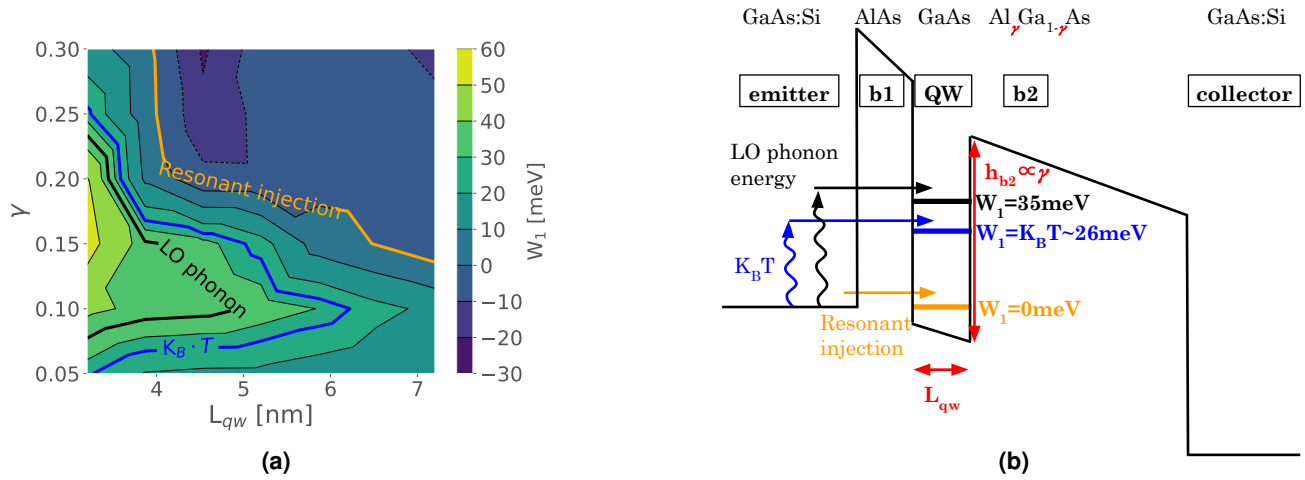 0.30
0.25
0.20
0.15
0.10
0.05
γ
4
5
6
7
L_qw [nm]
Resonant injection
LO phonon
K_B · T
60
50
40
30
20
10
0
−10
−20
−30
W_1 [meV]
(a)
GaAs:Si AlAs GaAs Al_γGa_1-γAs GaAs:Si
emitter b1 QW b2 collector
LO phonon
energy
h_b2∝γ
W_1=35meV
W_1=K_BT~26meV
K_BT
W_1=0meV
Resonant
injection
L_qw
(b)